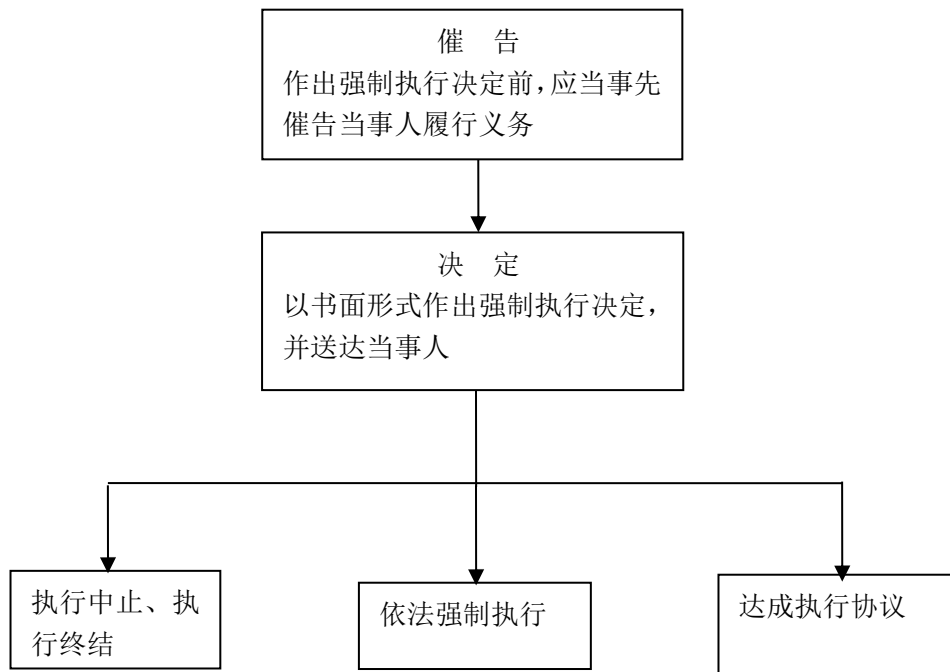 催 告
作出强制执行决定前,应当事先
催告当事人履行义务
决 定
以书面形式作出强制执行决定,
并送达当事人
执行中止、执
行终结
依法强制执行
达成执行协议